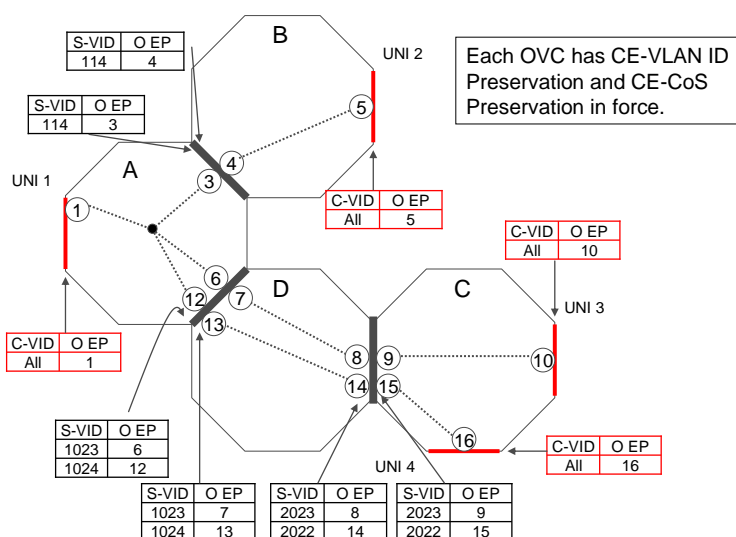 B
UNI 2
Each OVC has CE-VLAN ID
Preservation and CE-CoS
Preservation in force.
S-VID O EP
114 4
S-VID O EP
114 3
5
4
3
A
UNI 1
1
C-VID O EP
All 5
C-VID O EP
All 10
6
12
7
13
D
C
UNI 3
8
9
10
14
15
16
C-VID O EP
All 1
S-VID O EP
1023 6
1024 12
UNI 4
C-VID O EP
All 16
S-VID O EP
1023 7
1024 13
S-VID O EP
2023 8
2022 14
S-VID O EP
2023 9
2022 15